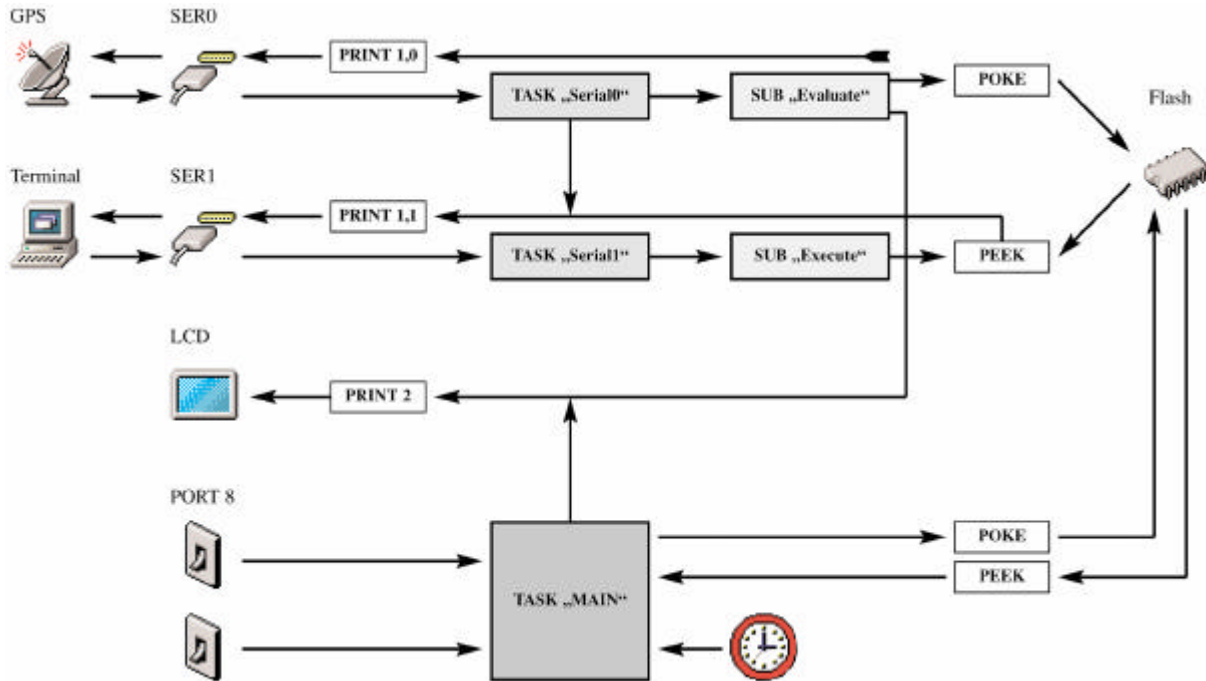 GPS
SER0
PRINT 1,0
TASK „Serial0“
SUB „Evaluate“
POKE
Flash
Terminal
SER1
PRINT 1,1
TASK „Serial1“
SUB „Execute“
PEEK
LCD
PRINT 2
PORT 8
TASK „MAIN“
POKE
PEEK